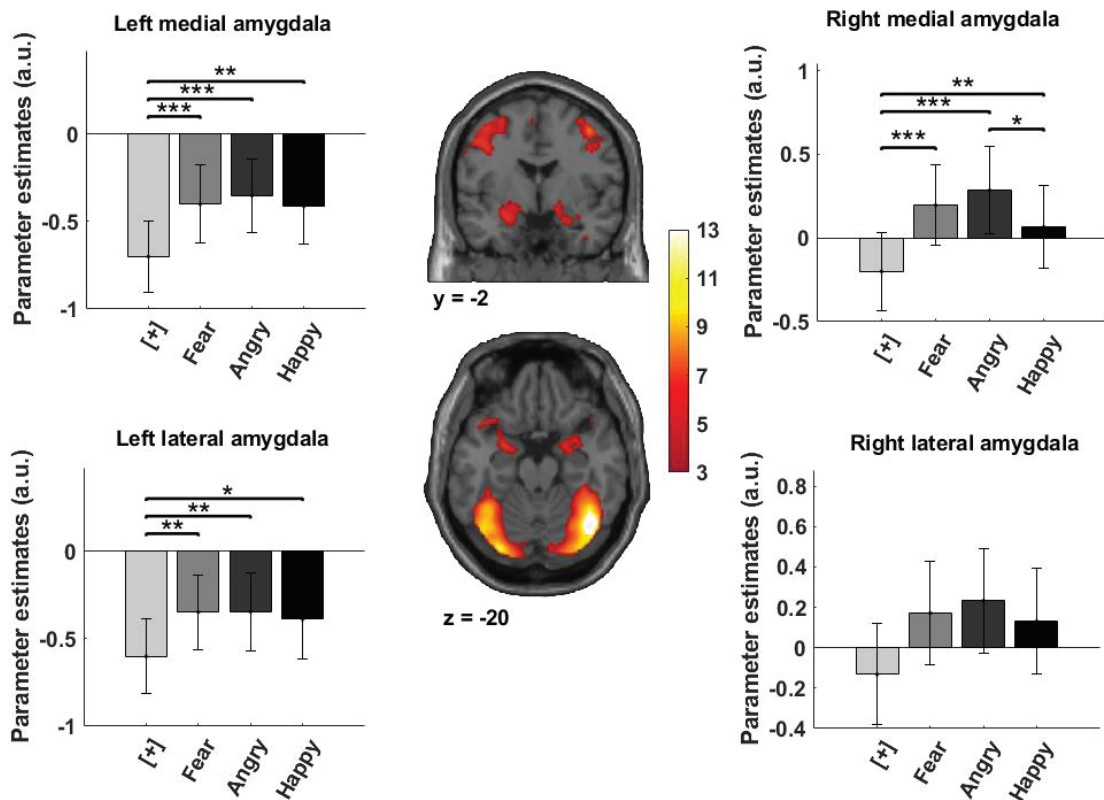 Left medial amygdala
Parameter estimates (a.u.)
0
-0.5
-1
**
***
***
[+]
Fear
Angry
Happy
Left lateral amygdala
Parameter estimates (a.u.)
0
-0.5
-1
*
**
**
[+]
Fear
Angry
Happy
y = -2
z = -20
13
11
9
7
5
3
Right medial amygdala
Parameter estimates (a.u.)
1
0.5
0
-0.5
**
***
***
*
[+]
Fear
Angry
Happy
Right lateral amygdala
Parameter estimates (a.u.)
0.8
0.6
0.4
0.2
0
-0.2
-0.4
[+]
Fear
Angry
Happy